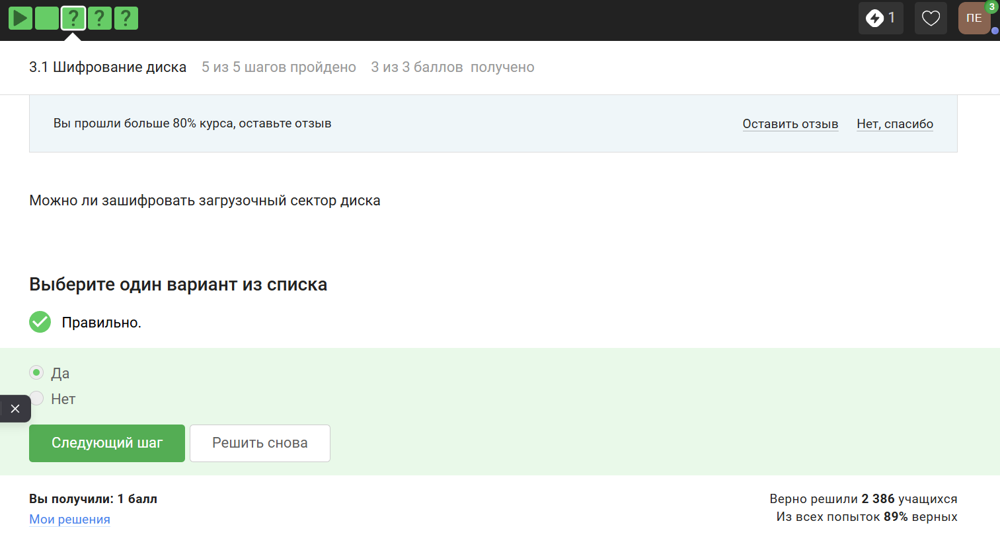 ? ? ?
1
ПЕ
3
3.1 Шифрование диска 5 из 5 шагов пройдено 3 из 3 баллов получено
Вы прошли больше 80% курса, оставьте отзыв
Оставить отзыв Нет, спасибо
Можно ли зашифровать загрузочный сектор диска
Выберите один вариант из списка
Правильно.
Да
Нет
Следующий шаг Решить снова
Вы получили: 1 балл
Мои решения
Верно решили 2 386 учащихся
Из всех попыток 89% верных